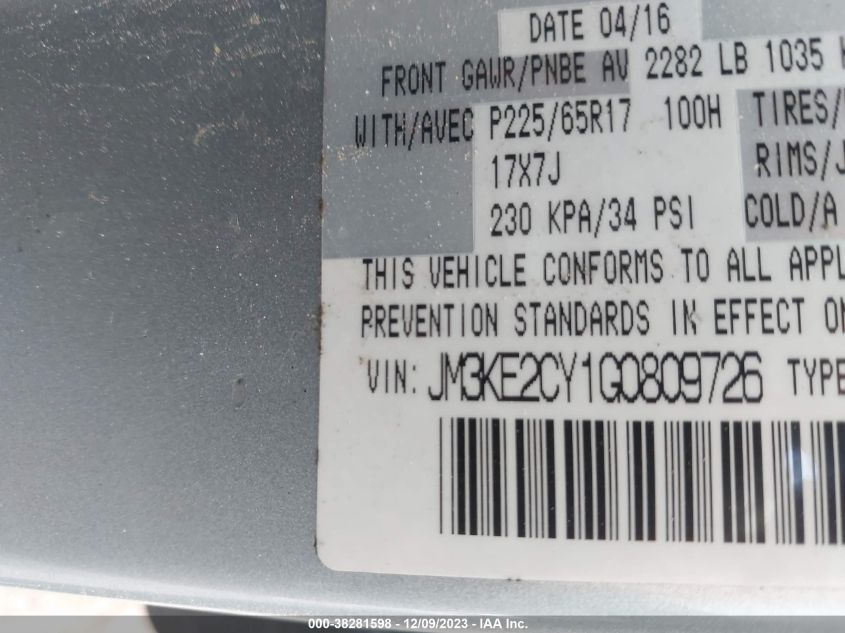 DATE 04/16
FRONT GAWR/PNBE AV 2282 LB 1035
WITH/AVEC P225/65R17 100H TIRES/
17X7J RIMS/J
230 KPA/34 PSI COLD/A
THIS VEHICLE CONFORMS TO ALL APPL
PREVENTION STANDARDS IN EFFECT ON
VIN: JM3KE2CY1G0809726 TYPE
000-38281598 - 12/09/2023 - IAA Inc.